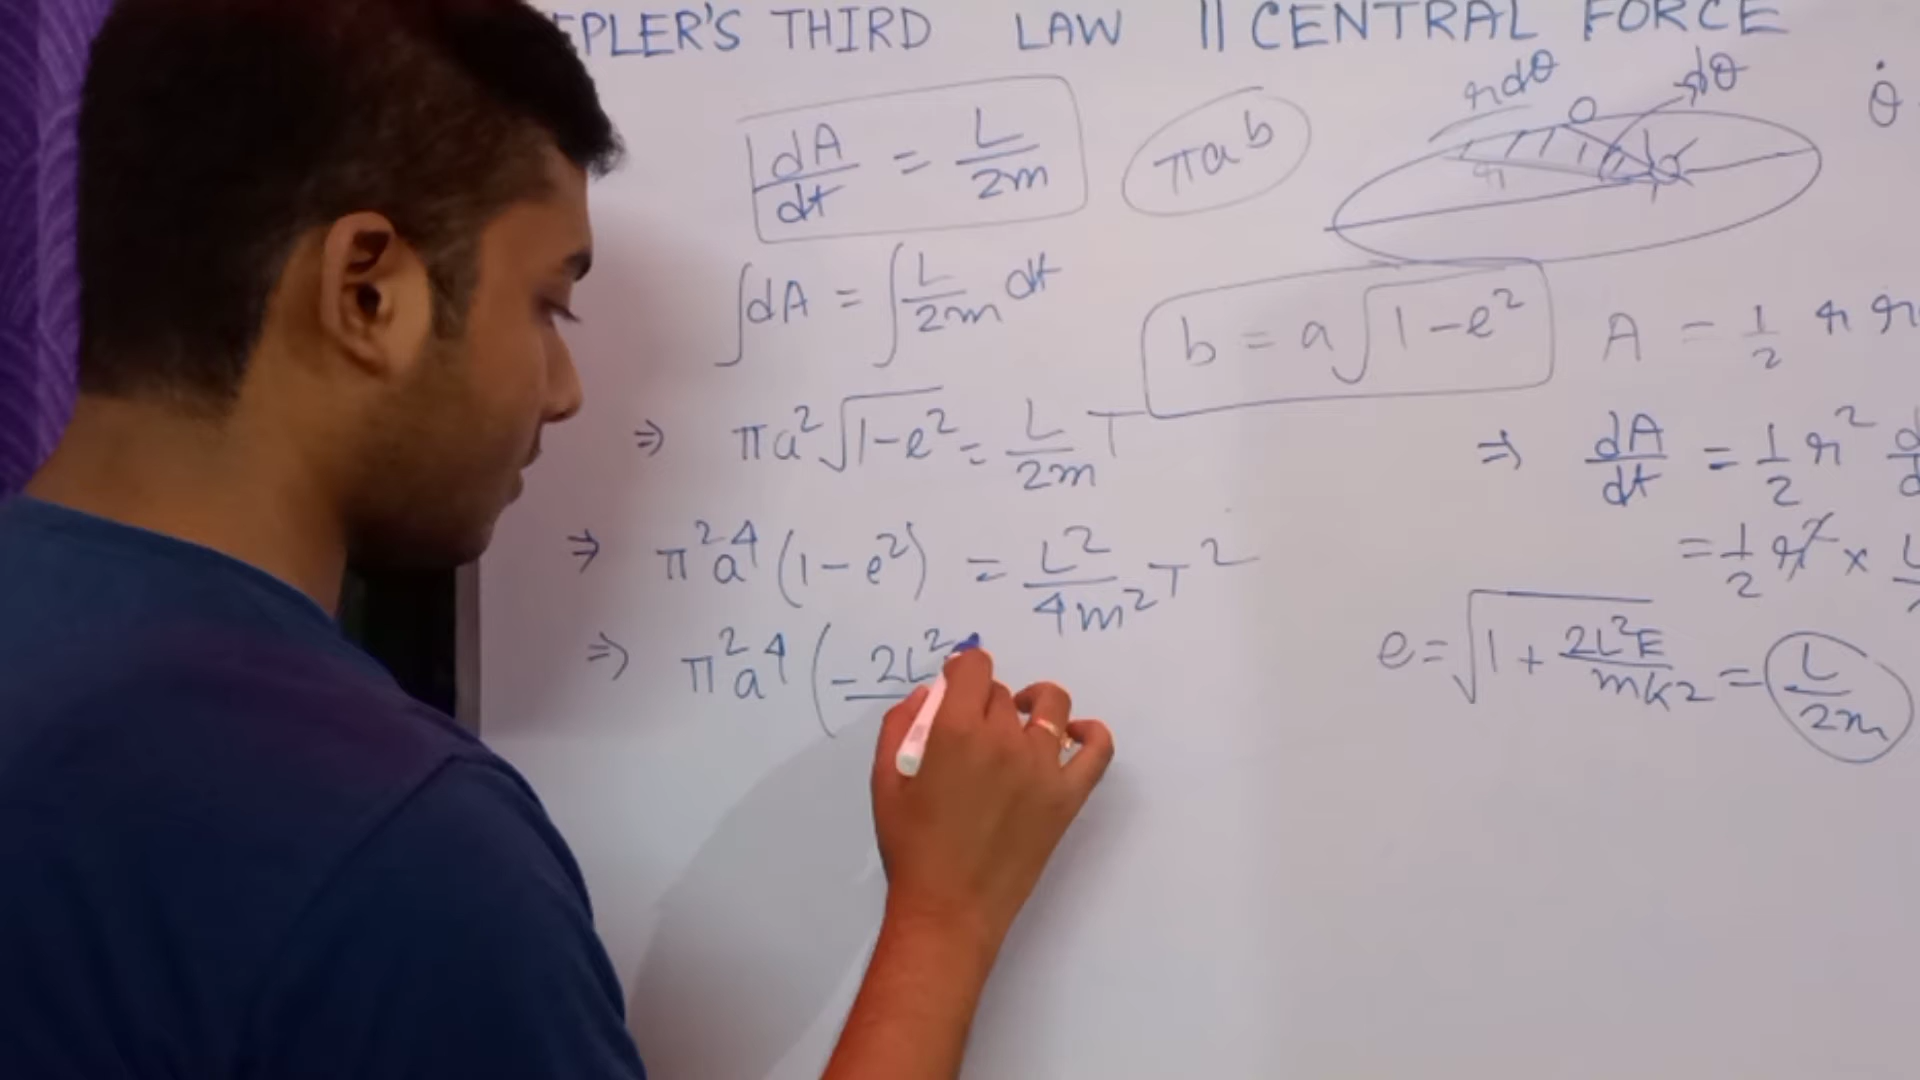 EPLER'S THIRD LAW || CENTRAL FORCE
dA/dt = L/2m
πab
rdθ
dθ
θ̇
∫dA = ∫L/2m dt
b = a√1-e²
A = 1/2 r r
⇒ πa²√1-e² = L/2m T
⇒ dA/dt = 1/2 r² d/d
⇒ π²a⁴(1-e²) = L²/4m² T²
= 1/2 r² × L
⇒ π²a⁴(-2L²
e = √1 + 2L²E/mk2 = L/2m